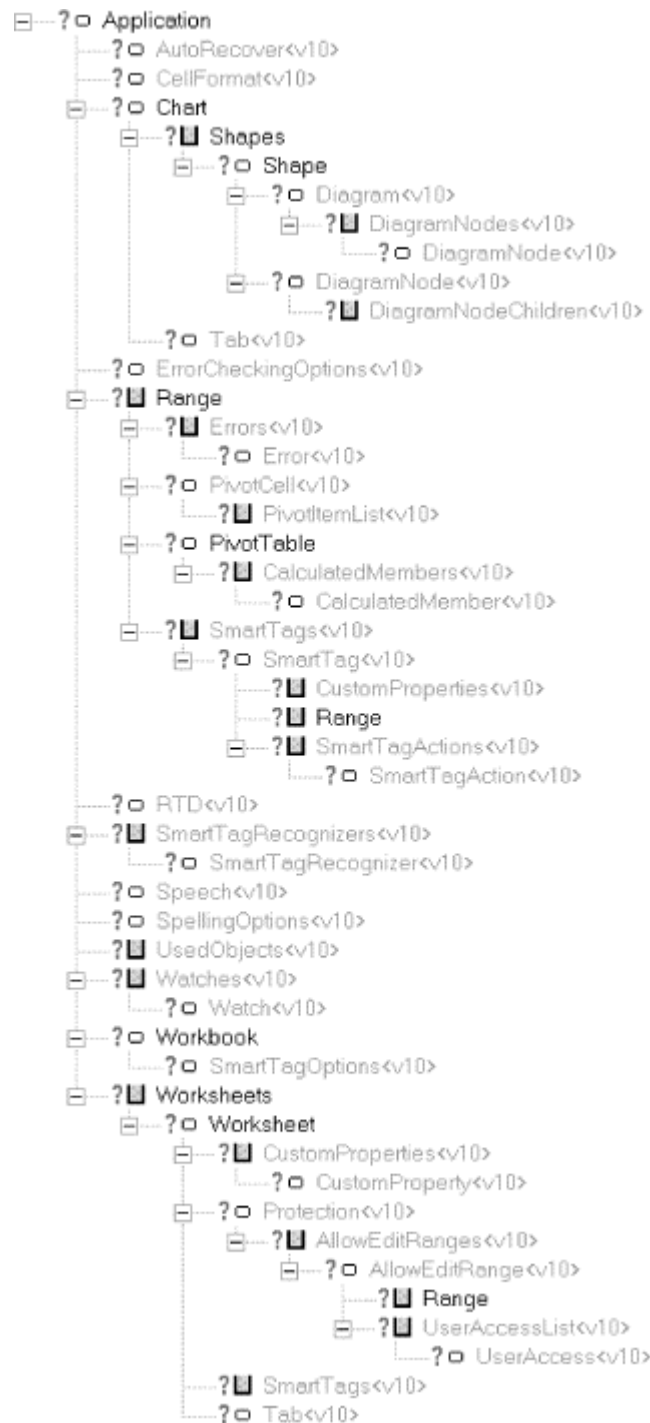 Application
AutoRecover<v10>
CellFormat<v10>
Chart
Shapes
Shape
Diagram<v10>
DiagramNodes<v10>
DiagramNode<v10>
DiagramNode<v10>
DiagramNodeChildren<v10>
Tab<v10>
ErrorCheckingOptions<v10>
Range
Errors<v10>
Error<v10>
PivotCell<v10>
PivotItemList<v10>
PivotTable
CalculatedMembers<v10>
CalculatedMember<v10>
SmartTags<v10>
SmartTag<v10>
CustomProperties<v10>
Range
SmartTagActions<v10>
SmartTagAction<v10>
RTD<v10>
SmartTagRecognizers<v10>
SmartTagRecognizer<v10>
Speech<v10>
SpellingOptions<v10>
UsedObjects<v10>
Watches<v10>
Watch<v10>
Workbook
SmartTagOptions<v10>
Worksheets
Worksheet
CustomProperties<v10>
CustomProperty<v10>
Protection<v10>
AllowEditRanges<v10>
AllowEditRange<v10>
Range
UserAccessList<v10>
UserAccess<v10>
SmartTags<v10>
Tab<v10>